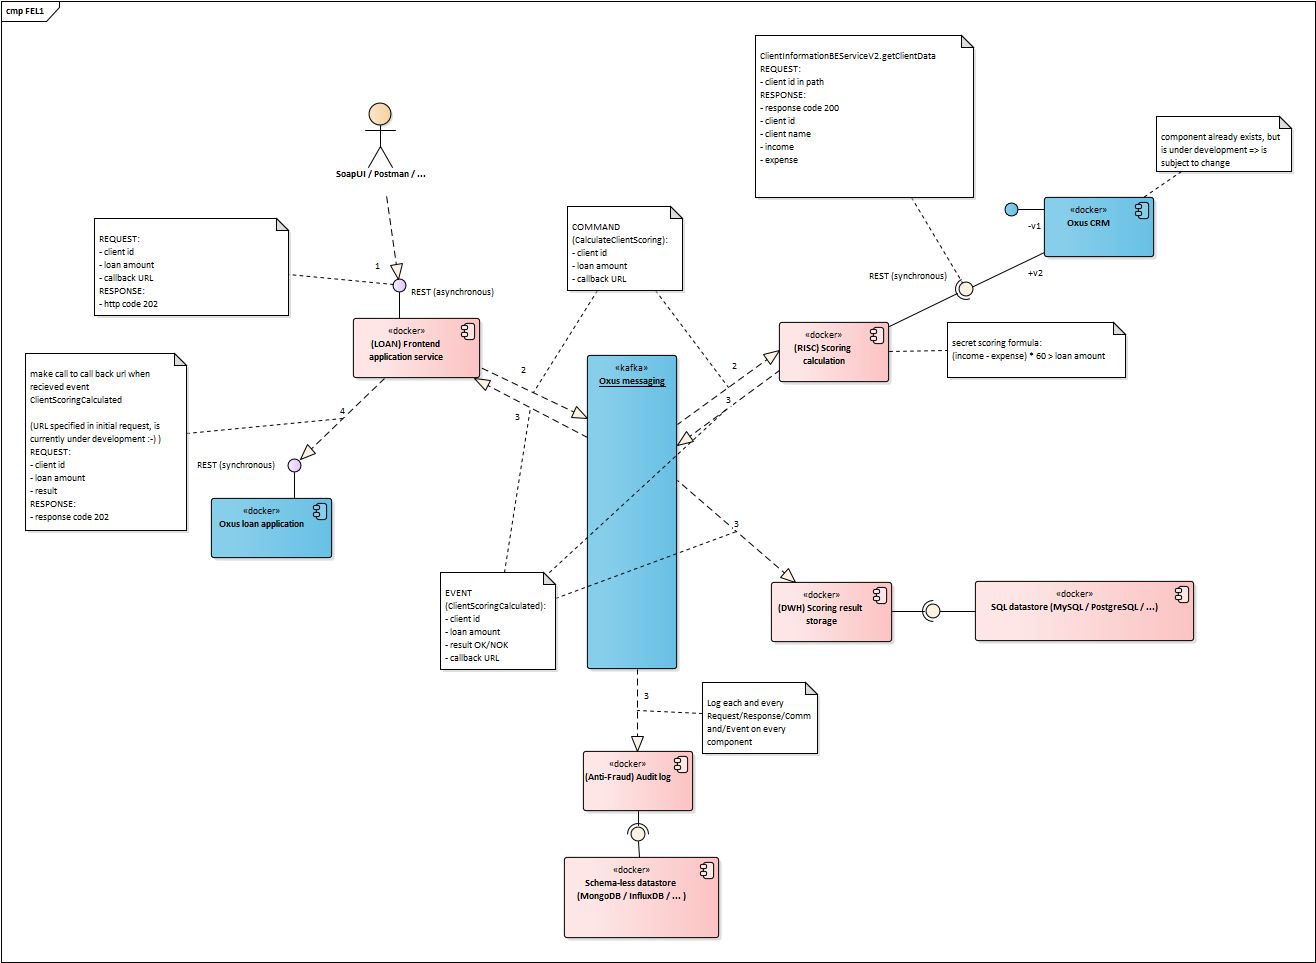 cmp FEL1
SoapUI / Postman / ...
REQUEST:
- client id
- loan amount
- callback URL
RESPONSE:
- http code 202
1
REST (asynchronous)
«docker»
(LOAN) Frontend
application service
make call to call back url when
recieved event
ClientScoringCalculated
(URL specified in initial request, is
currently under development :-) )
REQUEST:
- client id
- loan amount
- result
RESPONSE:
- response code 202
4
REST (synchronous)
«docker»
Oxus loan application
COMMAND
(CalculateClientScoring):
- client id
- loan amount
- callback URL
2
3
«kafka»
Oxus messaging
EVENT
(ClientScoringCalculated):
- client id
- loan amount
- result OK/NOK
- callback URL
ClientInformationBEServiceV2.getClientData
REQUEST:
- client id in path
RESPONSE:
- response code 200
- client id
- client name
- income
- expense
component already exists, but
is under development => is
subject to change
«docker»
Oxus CRM
-v1
+v2
REST (synchronous)
«docker»
(RISC) Scoring
calculation
secret scoring formula:
(income - expense) * 60 > loan amount
2
3
3
«docker»
(DWH) Scoring result
storage
«docker»
SQL datastore (MySQL / PostgreSQL / ...)
3
Log each and every
Request/Response/Comm
and/Event on every
component
«docker»
(Anti-Fraud) Audit log
«docker»
Schema-less datastore
(MongoDB / InfluxDB / ... )